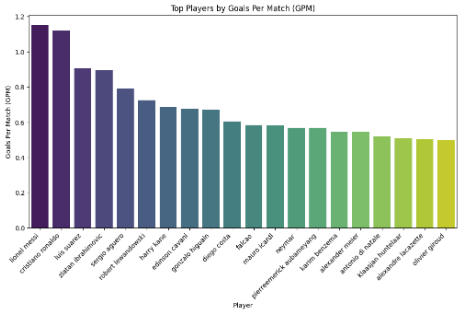 Top Players by Goals Per Match (GPM)
Goals Per Match (GPM)
1.2
1.0
0.8
0.6
0.4
0.2
0.0
lionel messi
cristiano ronaldo
luis suarez
zlatan ibrahimovic
sergio aguero
robert lewandowski
harry kane
edinson cavani
gonzalo higuain
diego costa
falcao
mauro icardi
neymar
pierreemerick aubameyang
karim benzema
alexander meier
antonio di natale
klaasjan huntelaar
alexandre lacazette
olivier giroud
Player